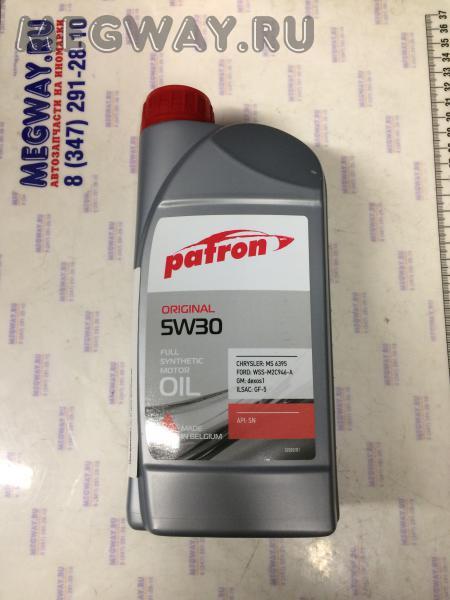 MEGWAY.RU
MEGWAY.RU
АВТОЗАПЧАСТИ НА ИНОМАРКИ
8 (347) 291-28-10
patron
ORIGINAL
5W30
FULL
SYNTHETIC
MOTOR
OIL
MADE
IN BELGIUM
CHRYSLER: MS 6395
FORD: WSS-M2C946-A
GM: dexos1
ILSAC: GF-5
API: SN